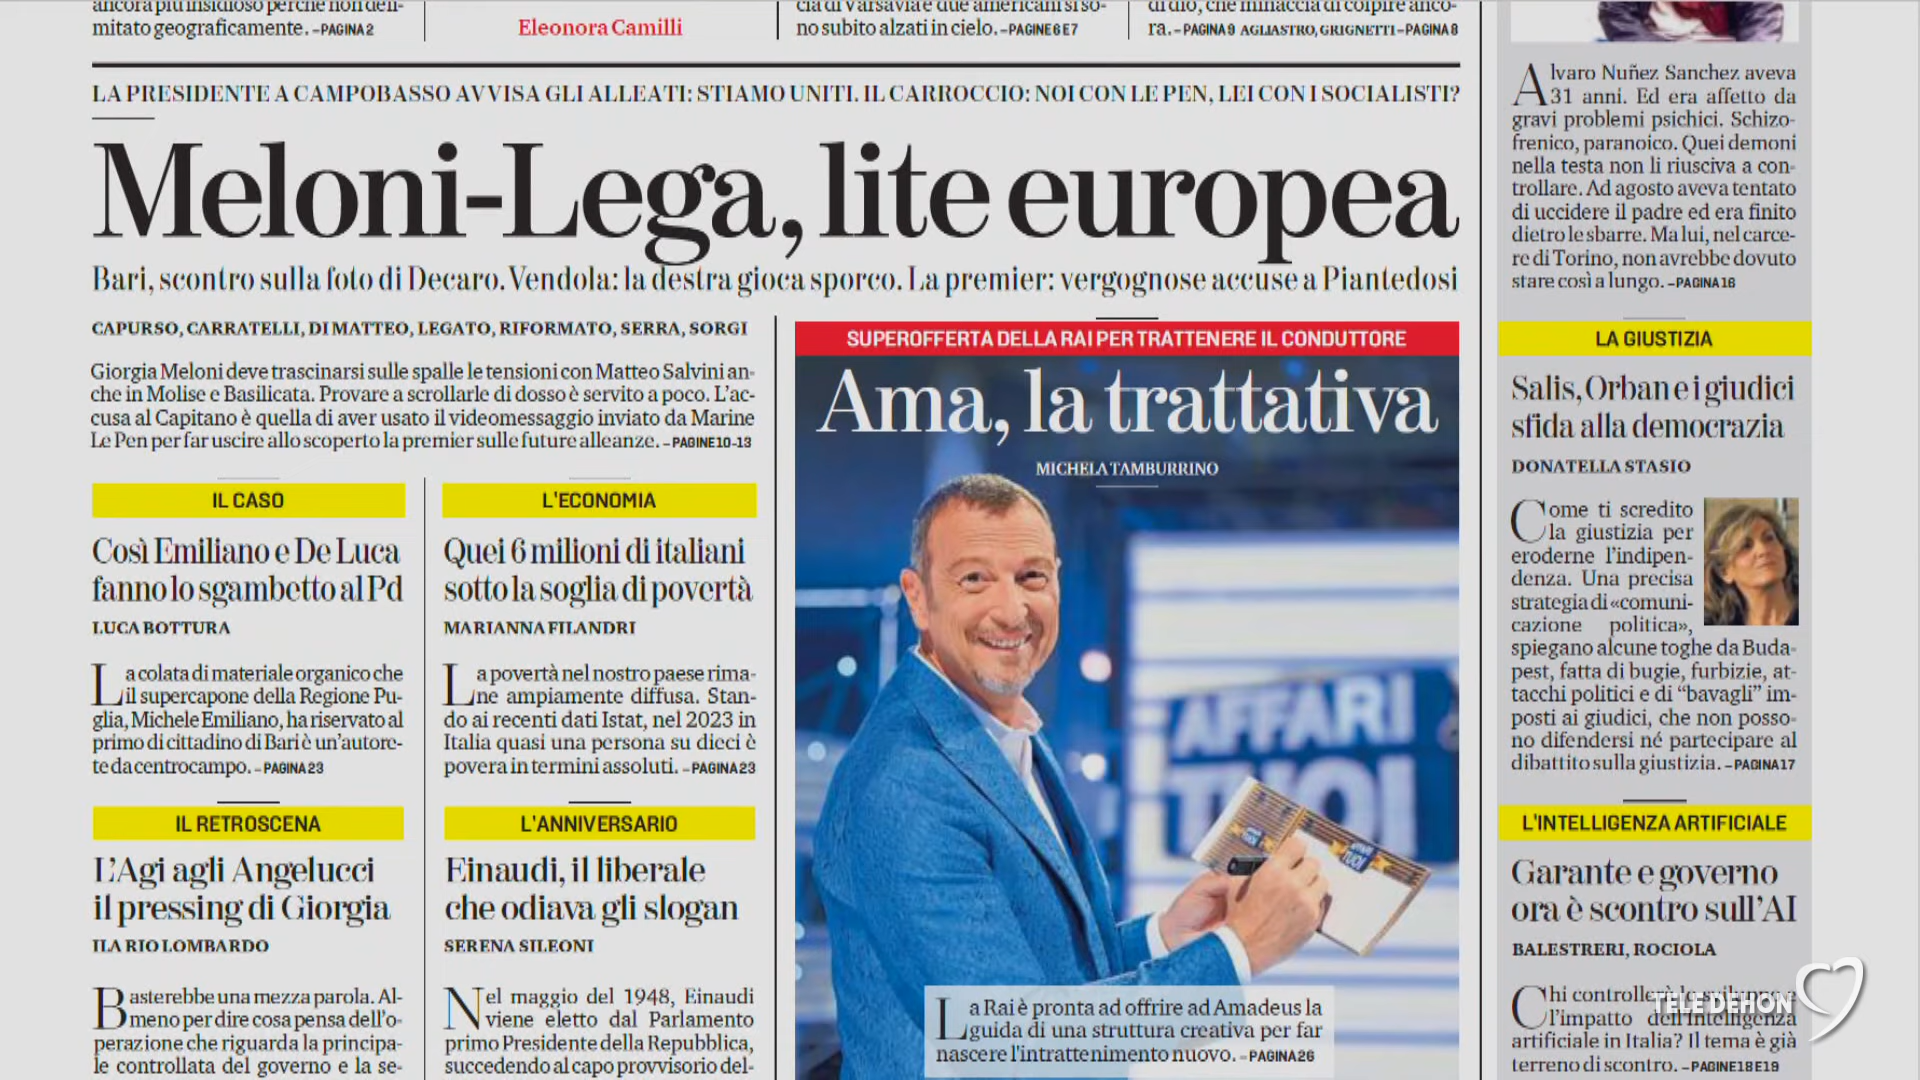 mitato geograficamente. – PAGINA 2
Eleonora Camilli
cia di Varsavia e due americani si so-
no subito alzati in cielo. – PAGINE 6 E 7
di dio, che minaccia di colpire anco-
ra. – PAGINA 9 AGLIASTRO, GRIGNETTI – PAGINA 8
LA PRESIDENTE A CAMPOBASSO AVVISA GLI ALLEATI: STIAMO UNITI. IL CARROCCIO: NOI CON LE PEN, LEI CON I SOCIALISTI?
Meloni-Lega, lite europea
Bari, scontro sulla foto di Decaro. Vendola: la destra gioca sporco. La premier: vergognose accuse a Piantedosi
CAPURSO, CARRATELLI, DI MATTEO, LEGATO, RIFORMATO, SERRA, SORGI
Giorgia Meloni deve trascinarsi sulle spalle le tensioni con Matteo Salvini an-
che in Molise e Basilicata. Provare a scrollarle di dosso è servito a poco. L'ac-
cusa al Capitano è quella di aver usato il videomessaggio inviato da Marine
Le Pen per far uscire allo scoperto la premier sulle future alleanze. – PAGINE 10-13
IL CASO
Così Emiliano e De Luca
fanno lo sgambetto al Pd
LUCA BOTTURA
La colata di materiale organico che
il supercapone della Regione Pu-
glia, Michele Emiliano, ha riservato al
primo di cittadino di Bari è un'autore-
te da centrocampo. – PAGINA 23
L'ECONOMIA
Quei 6 milioni di italiani
sotto la soglia di povertà
MARIANNA FILANDRI
La povertà nel nostro paese rima-
ne ampiamente diffusa. Stan-
do ai recenti dati Istat, nel 2023 in
Italia quasi una persona su dieci è
povera in termini assoluti. – PAGINA 23
IL RETROSCENA
L'Agi agli Angelucci
il pressing di Giorgia
ILARIO LOMBARDO
Basterebbe una mezza parola. Al-
meno per dire cosa pensa dell'o-
perazione che riguarda la principa-
le controllata del governo e la se-
L'ANNIVERSARIO
Einaudi, il liberale
che odiava gli slogan
SERENA SILEONI
Nel maggio del 1948, Einaudi
viene eletto dal Parlamento
primo Presidente della Repubblica,
succedendo al capo provvisorio del-
SUPEROFFERTA DELLA RAI PER TRATTENERE IL CONDUTTORE
Ama, la trattativa
MICHELA TAMBURRINO
AFFARI
TUOI
La Rai è pronta ad offrire ad Amadeus la
guida di una struttura creativa per far
nascere l'intrattenimento nuovo. – PAGINA 26
Alvaro Nuñez Sanchez aveva
31 anni. Ed era affetto da
gravi problemi psichici. Schizo-
frenico, paranoico. Quei demoni
nella testa non li riusciva a con-
trollare. Ad agosto aveva tentato
di uccidere il padre ed era finito
dietro le sbarre. Ma lui, nel carce-
re di Torino, non avrebbe dovuto
stare così a lungo. – PAGINA 16
LA GIUSTIZIA
Salis, Orban e i giudici
sfida alla democrazia
DONATELLA STASIO
Come ti scredito
la giustizia per
eroderne l'indipen-
denza. Una precisa
strategia di «comuni-
cazione politica»,
spiegano alcune toghe da Buda-
pest, fatta di bugie, furbizie, at-
tacchi politici e di “bavagli” im-
posti ai giudici, che non posso-
no difendersi né partecipare al
dibattito sulla giustizia. – PAGINA 17
L'INTELLIGENZA ARTIFICIALE
Garante e governo
ora è scontro sull'AI
BALESTRERI, ROCIOLA
Chi controllerà lo sviluppo e
l'impatto dell'Intelligenza
artificiale in Italia? Il tema è già
terreno di scontro. – PAGINE 18 E 19
TELE DEHON